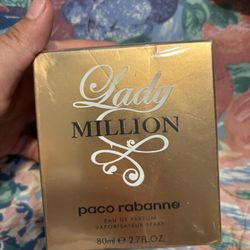 Lady
MILLION
paco rabanne
EAU DE PARFUM
VAPORISATEUR SPRAY
80ml ℮ 2.7FL.OZ.